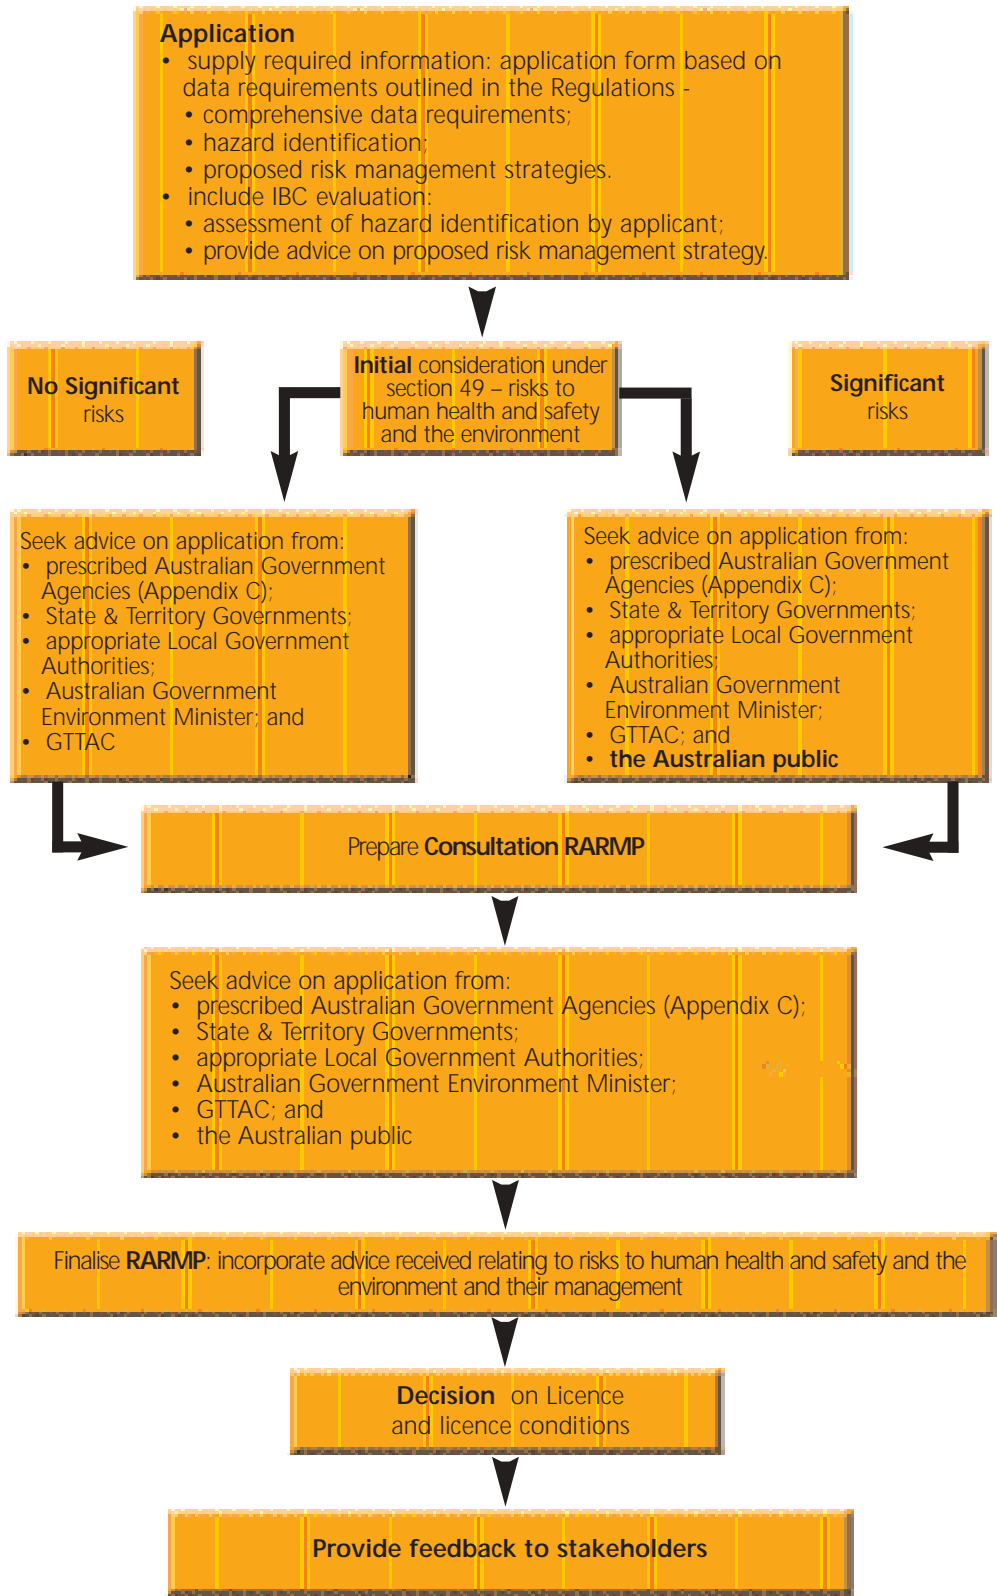 Application
• supply required information: application form based on
data requirements outlined in the Regulations -
• comprehensive data requirements;
• hazard identification;
• proposed risk management strategies.
• include IBC evaluation:
• assessment of hazard identification by applicant;
• provide advice on proposed risk management strategy.
No Significant
risks
Initial consideration under
section 49 – risks to
human health and safety
and the environment
Significant
risks
Seek advice on application from:
• prescribed Australian Government
Agencies (Appendix C);
• State & Territory Governments;
• appropriate Local Government
Authorities;
• Australian Government
Environment Minister; and
• GTTAC
Seek advice on application from:
• prescribed Australian Government
Agencies (Appendix C);
• State & Territory Governments;
• appropriate Local Government
Authorities;
• Australian Government
Environment Minister;
• GTTAC; and
• the Australian public
Prepare Consultation RARMP
Seek advice on application from:
• prescribed Australian Government Agencies (Appendix C);
• State & Territory Governments;
• appropriate Local Government Authorities;
• Australian Government Environment Minister;
• GTTAC; and
• the Australian public
Finalise RARMP: incorporate advice received relating to risks to human health and safety and the
environment and their management
Decision on Licence
and licence conditions
Provide feedback to stakeholders